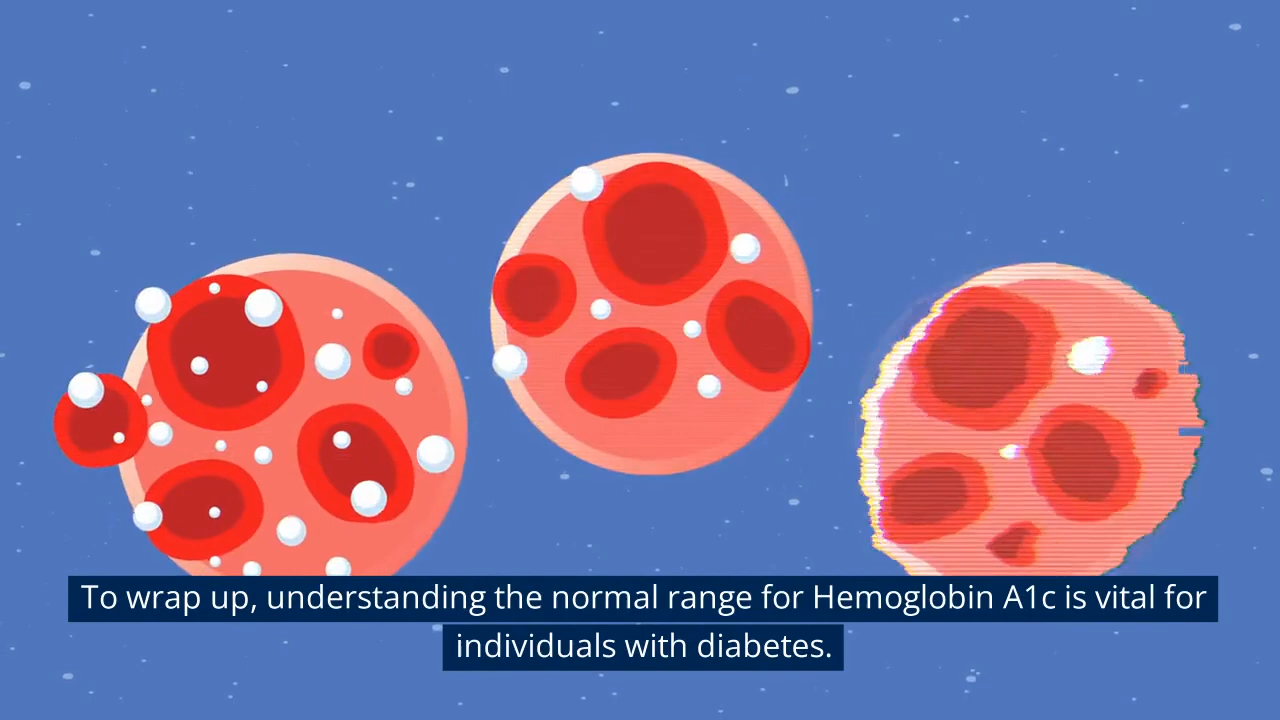 To wrap up, understanding the normal range for Hemoglobin A1c is vital for
individuals with diabetes.